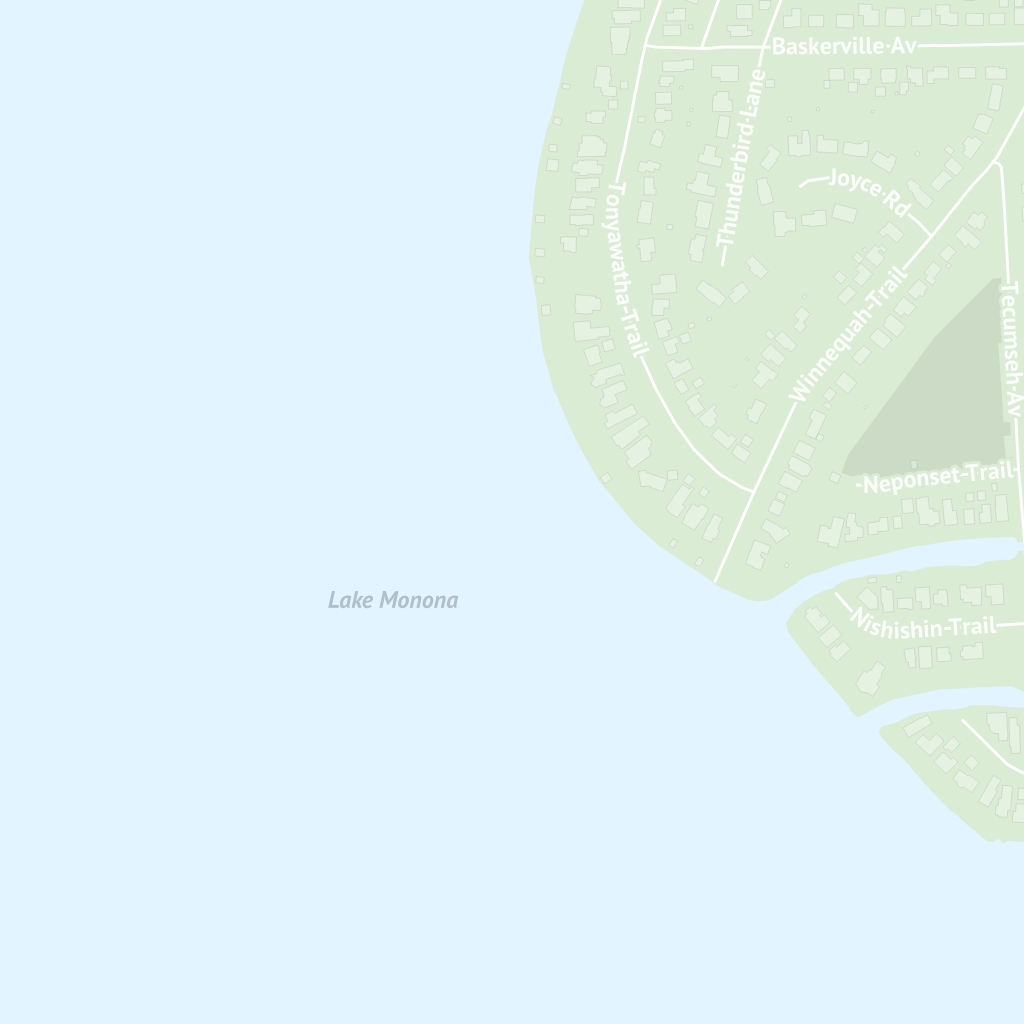 Baskerville Av
Thunderbird Lane
Joyce Rd
Tonyawatha-Trail
Winnequah-Trail
Tecumseh Av
-Neponset-Trail-
Lake Monona
Nishishin-Trail